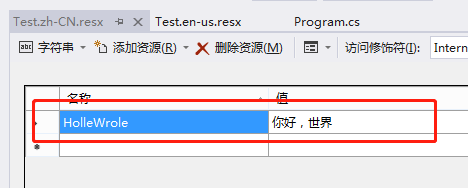 Test.zh-CN.resx Test.en-us.resx Program.cs
字符串 添加资源(R) 删除资源(M) 访问修饰符(I): Intern
名称 值
HolleWrole 你好，世界
*